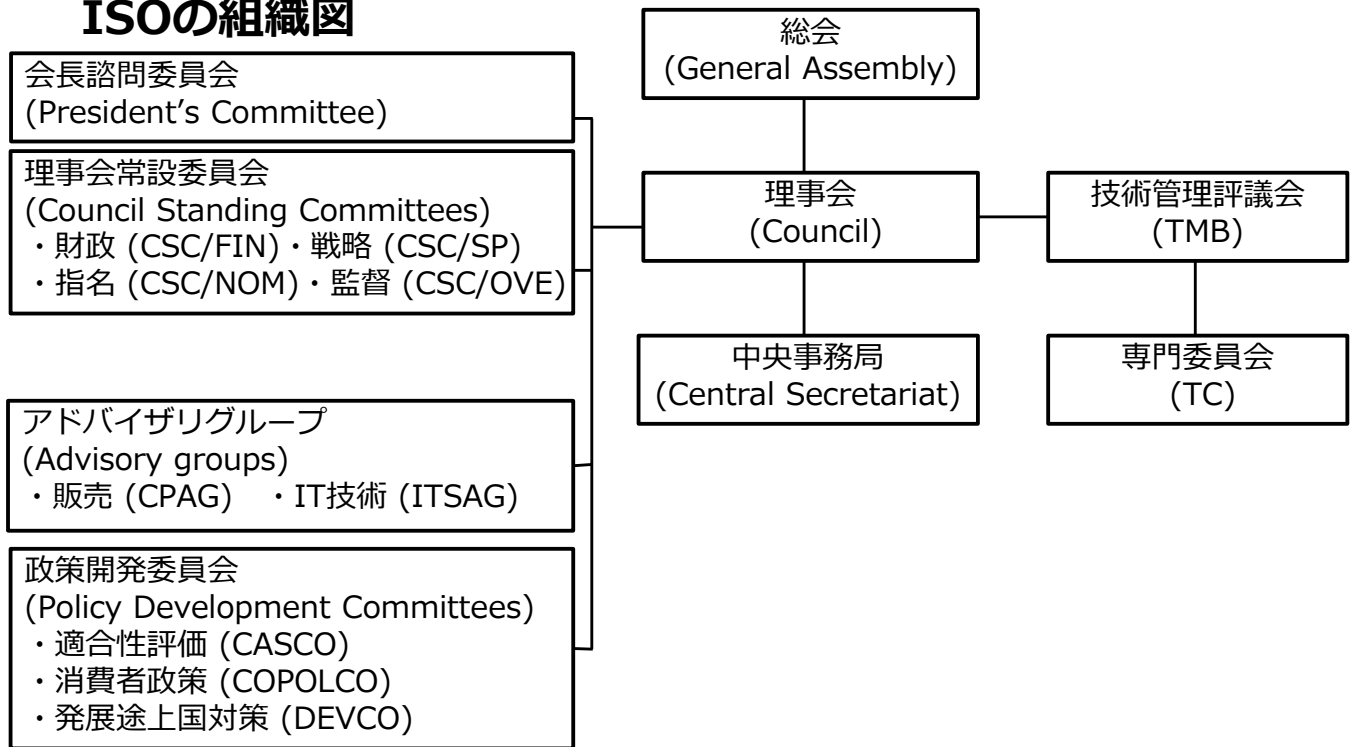 ISOの組織図
会長諮問委員会
(President’s Committee)
理事会常設委員会
(Council Standing Committees)
・財政 (CSC/FIN)・戦略 (CSC/SP)
・指名 (CSC/NOM)・監督 (CSC/OVE)
アドバイザリグループ
(Advisory groups)
・販売 (CPAG)　・IT技術 (ITSAG)
政策開発委員会
(Policy Development Committees)
・適合性評価 (CASCO)
・消費者政策 (COPOLCO)
・発展途上国対策 (DEVCO)
総会
(General Assembly)
理事会
(Council)
中央事務局
(Central Secretariat)
技術管理評議会
(TMB)
専門委員会
(TC)